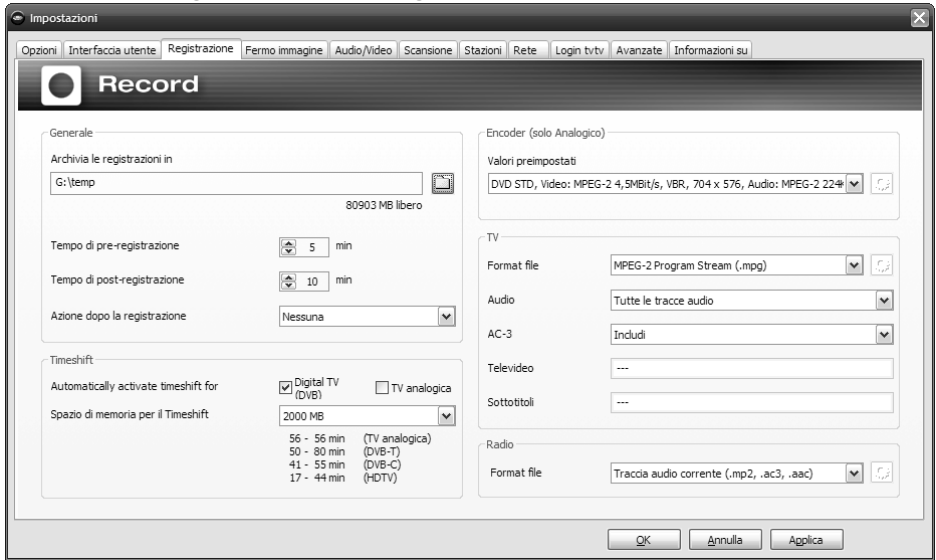 Impostazioni
Opzioni Interfaccia utente Registrazione Fermo immagine Audio/Video Scansione Stazioni Rete Login tvtv Avanzate Informazioni su
Record
Generale
Archivia le registrazioni in
G:\temp
80903 MB libero
Tempo di pre-registrazione 5 min
Tempo di post-registrazione 10 min
Azione dopo la registrazione Nessuna
Timeshift
Automatically activate timeshift for Digital TV (DVB) TV analogica
Spazio di memoria per il Timeshift 2000 MB
56 - 56 min (TV analogica)
50 - 80 min (DVB-T)
41 - 55 min (DVB-C)
17 - 44 min (HDTV)
Encoder (solo Analogico)
Valori preimpostati
DVD STD, Video: MPEG-2 4,5MBit/s, VBR, 704 x 576, Audio: MPEG-2 224
TV
Format file MPEG-2 Program Stream (.mpg)
Audio Tutte le tracce audio
AC-3 Includi
Televideo ---
Sottotitoli ---
Radio
Format file Traccia audio corrente (.mp2, .ac3, .aac)
OK Annulla Applica